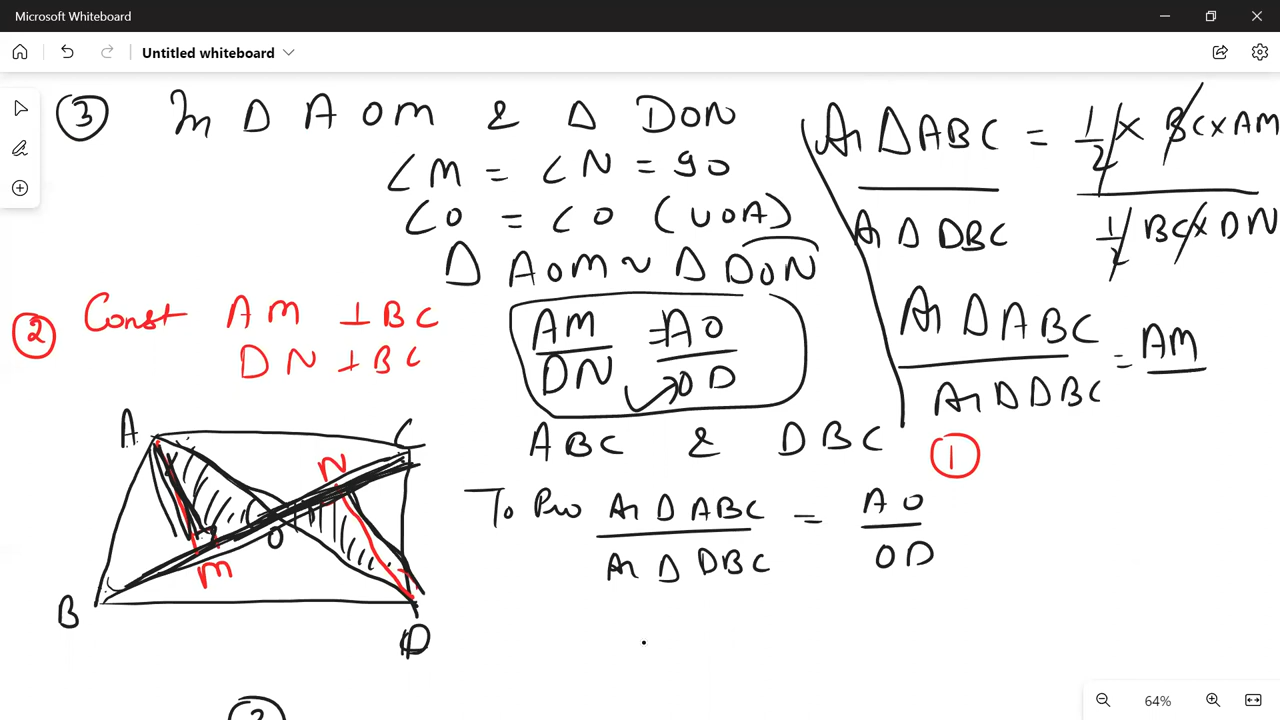 Microsoft Whiteboard
Untitled whiteboard
③ In Δ AOM & Δ DON
∠M = ∠N = 90
∠O = ∠O (VOA)
Δ AOM ~ Δ DON
AM/DN = AO/OD
ABC & DBC
② Const AM ⊥ BC
DN ⊥ BC
Ar Δ ABC / Ar Δ DBC = 1/2 × BC × AM / 1/2 BC × DN
Ar Δ ABC / Ar Δ DBC = AM
①
To Pro Ar Δ ABC / Ar Δ DBC = AO / OD
A
C
N
O
M
B
D
64%